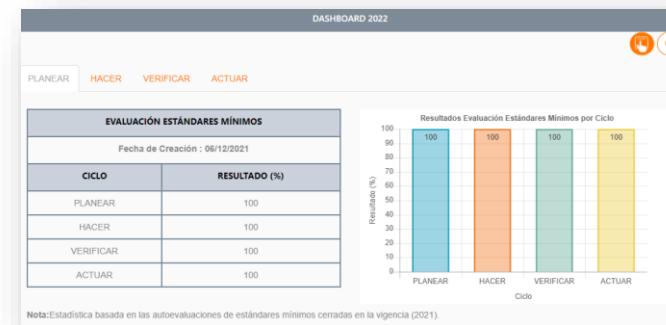 DASHBOARD 2022
PLANEAR HACER VERIFICAR ACTUAR
EVALUACIÓN ESTÁNDARES MÍNIMOS
Fecha de Creación : 06/12/2021
CICLO RESULTADO (%)
PLANEAR 100
HACER 100
VERIFICAR 100
ACTUAR 100
Resultados Evaluación Estándares Mínimos por Ciclo
Resultado (%)
100
90
80
70
60
50
40
30
20
10
0
100 100 100 100
PLANEAR HACER VERIFICAR ACTUAR
Ciclo
Nota:Estadística basada en las autoevaluaciones de estándares mínimos cerradas en la vigencia (2021).